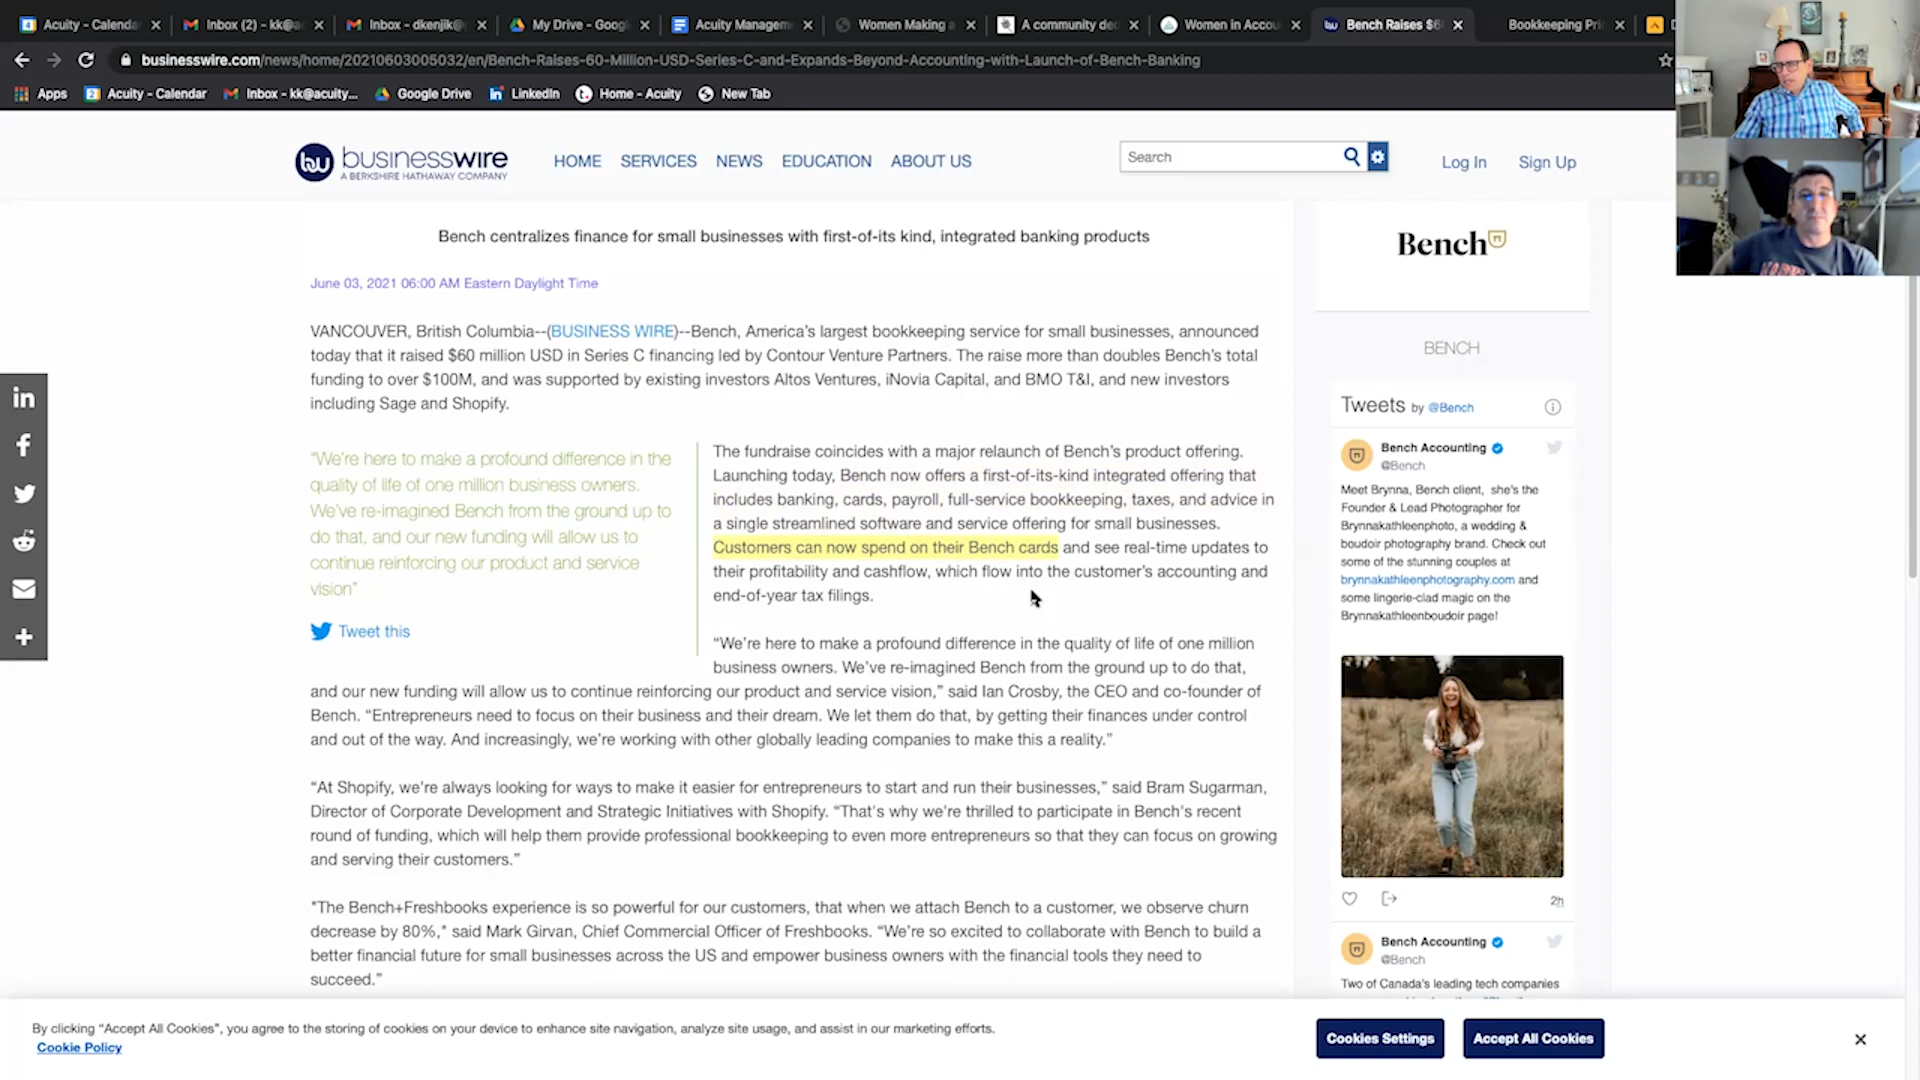 Acuity - Calenda
Inbox (2) - kk@a
Inbox - dkenjik@
My Drive - Goog
Acuity Managem
Women Making a
A community dec
Women in Accou
Bench Raises $6
Bookkeeping Pri
businesswire.com/news/home/20210603005032/en/Bench-Raises-60-Million-USD-Series-C-and-Expands-Beyond-Accounting-with-Launch-of-Bench-Banking
Apps
Acuity - Calendar
Inbox - kk@acuity...
Google Drive
LinkedIn
Home - Acuity
New Tab
bw businesswire
A BERKSHIRE HATHAWAY COMPANY
HOME SERVICES NEWS EDUCATION ABOUT US
Search
Log In Sign Up
Bench centralizes finance for small businesses with first-of-its kind, integrated banking products
June 03, 2021 06:00 AM Eastern Daylight Time
VANCOUVER, British Columbia--(BUSINESS WIRE)--Bench, America's largest bookkeeping service for small businesses, announced
today that it raised $60 million USD in Series C financing led by Contour Venture Partners. The raise more than doubles Bench's total
funding to over $100M, and was supported by existing investors Altos Ventures, iNovia Capital, and BMO T&I, and new investors
including Sage and Shopify.
“We're here to make a profound difference in the
quality of life of one million business owners.
We've re-imagined Bench from the ground up to
do that, and our new funding will allow us to
continue reinforcing our product and service
vision”
Tweet this
The fundraise coincides with a major relaunch of Bench's product offering.
Launching today, Bench now offers a first-of-its-kind integrated offering that
includes banking, cards, payroll, full-service bookkeeping, taxes, and advice in
a single streamlined software and service offering for small businesses.
Customers can now spend on their Bench cards and see real-time updates to
their profitability and cashflow, which flow into the customer's accounting and
end-of-year tax filings.
“We're here to make a profound difference in the quality of life of one million
business owners. We've re-imagined Bench from the ground up to do that,
and our new funding will allow us to continue reinforcing our product and service vision,” said Ian Crosby, the CEO and co-founder of
Bench. “Entrepreneurs need to focus on their business and their dream. We let them do that, by getting their finances under control
and out of the way. And increasingly, we're working with other globally leading companies to make this a reality.”
“At Shopify, we're always looking for ways to make it easier for entrepreneurs to start and run their businesses,” said Bram Sugarman,
Director of Corporate Development and Strategic Initiatives with Shopify. “That's why we're thrilled to participate in Bench's recent
round of funding, which will help them provide professional bookkeeping to even more entrepreneurs so that they can focus on growing
and serving their customers.”
"The Bench+Freshbooks experience is so powerful for our customers, that when we attach Bench to a customer, we observe churn
decrease by 80%," said Mark Girvan, Chief Commercial Officer of Freshbooks. “We're so excited to collaborate with Bench to build a
better financial future for small businesses across the US and empower business owners with the financial tools they need to
succeed.”
Bench
BENCH
Tweets by @Bench
Bench Accounting
@Bench
Meet Brynna, Bench client, she's the
Founder & Lead Photographer for
Brynnakathleenphoto, a wedding &
boudoir photography brand. Check out
some of the stunning couples at
brynnakathleenphotography.com and
some lingerie-clad magic on the
Brynnakathleenboudoir page!
2h
Bench Accounting
@Bench
Two of Canada's leading tech companies
By clicking “Accept All Cookies”, you agree to the storing of cookies on your device to enhance site navigation, analyze site usage, and assist in our marketing efforts.
Cookie Policy
Cookies Settings
Accept All Cookies